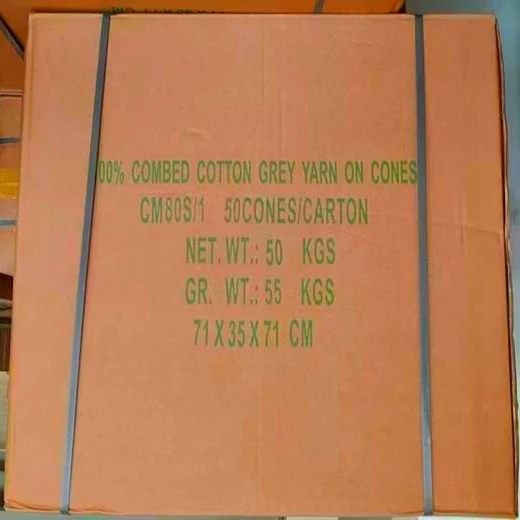 00% COMBED COTTON GREY YARN ON CONES
CM80S/1 50CONES/CARTON
NET. WT.: 50 KGS
GR. WT.: 55 KGS
71 X 35 X 71 CM